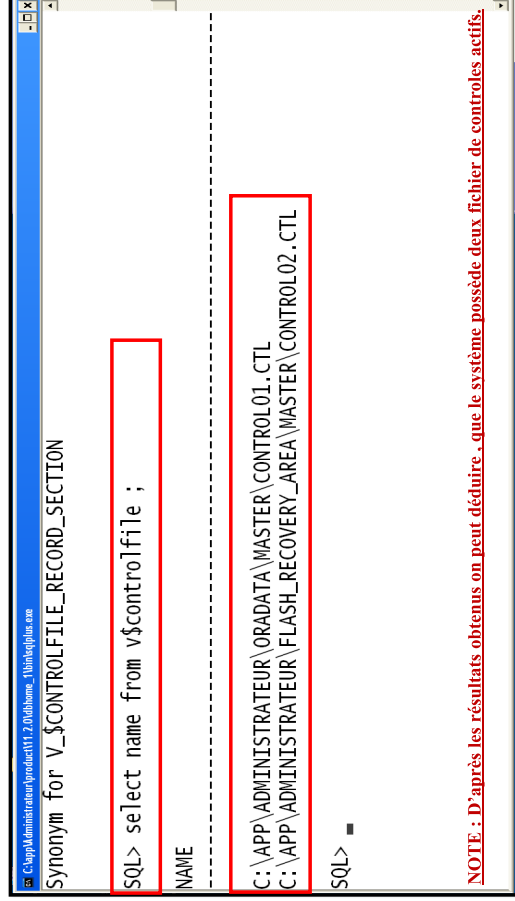 C:\app\Administrateur\product\11.2.0\dbhome_1\bin\sqlplus.exe
Synonym for V_$CONTROLFILE_RECORD_SECTION
SQL> select name from v$controlfile ;
NAME
--------------------------------------------------------------------------------
C:\APP\ADMINISTRATEUR\ORADATA\MASTER\CONTROL01.CTL
C:\APP\ADMINISTRATEUR\FLASH_RECOVERY_AREA\MASTER\CONTROL02.CTL
SQL>
NOTE : D’après les résultats obtenus on peut déduire , que le système possède deux fichier de controles actifs.